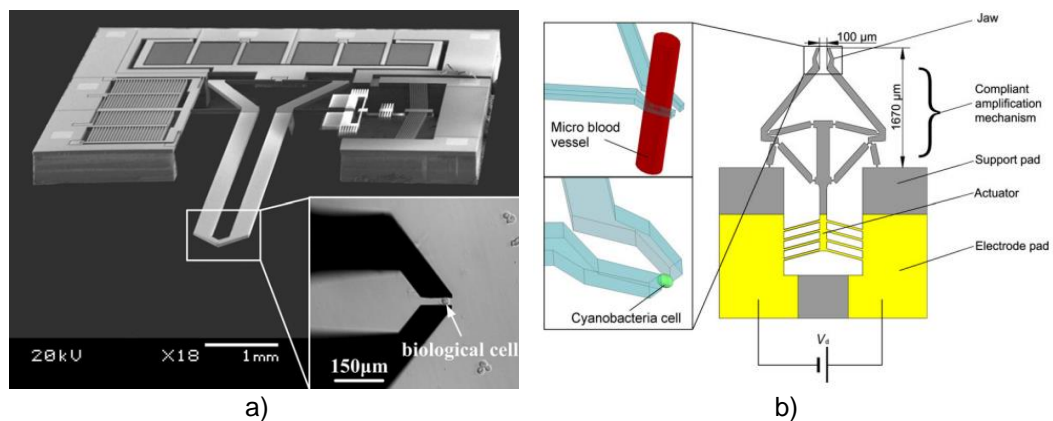 20kV
X18
1mm
biological cell
150µm
a)
Micro blood
vessel
Cyanobacteria cell
100 µm
1670 µm
Jaw
Compliant
amplification
mechanism
Support pad
Actuator
Electrode pad
Vd
b)